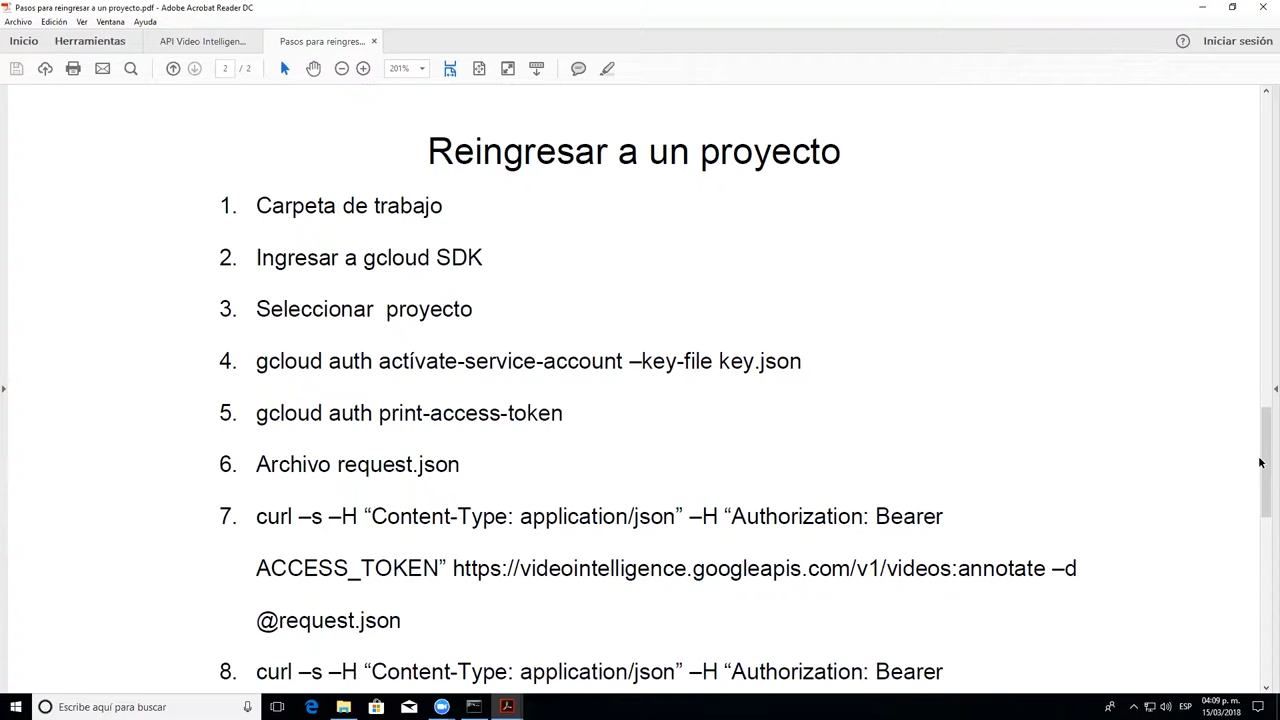 Pasos para reingresar a un proyecto.pdf - Adobe Acrobat Reader DC
Archivo Edición Ver Ventana Ayuda
Inicio Herramientas API Video Intelligen... Pasos para reingres... × ? Iniciar sesión
2 / 2 201%
Reingresar a un proyecto
1. Carpeta de trabajo
2. Ingresar a gcloud SDK
3. Seleccionar proyecto
4. gcloud auth actívate-service-account –key-file key.json
5. gcloud auth print-access-token
6. Archivo request.json
7. curl –s –H “Content-Type: application/json” –H “Authorization: Bearer
ACCESS_TOKEN” https://videointelligence.googleapis.com/v1/videos:annotate –d
@request.json
8. curl –s –H “Content-Type: application/json” –H “Authorization: Bearer
Escribe aquí para buscar ESP 04:09 p. m.
15/03/2018